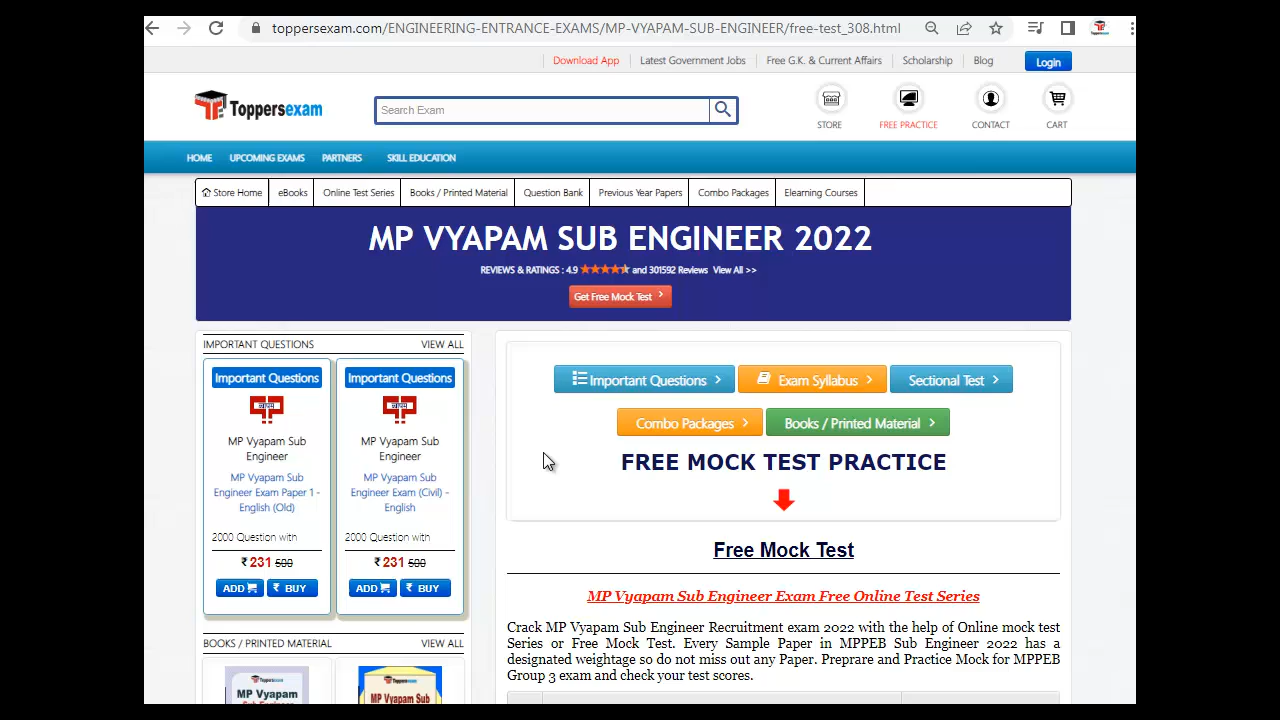 toppersexam.com/ENGINEERING-ENTRANCE-EXAMS/MP-VYAPAM-SUB-ENGINEER/free-test_308.html
Download App Latest Government Jobs Free G.K. & Current Affairs Scholarship Blog Login
Toppersexam
Search Exam
STORE FREE PRACTICE CONTACT CART
HOME UPCOMING EXAMS PARTNERS SKILL EDUCATION
Store Home eBooks Online Test Series Books / Printed Material Question Bank Previous Year Papers Combo Packages Elearning Courses
MP VYAPAM SUB ENGINEER 2022
REVIEWS & RATINGS : 4.9 and 301592 Reviews View All >>
Get Free Mock Test
IMPORTANT QUESTIONS VIEW ALL
Important Questions
व्यापम
MP Vyapam Sub
Engineer
MP Vyapam Sub
Engineer Exam Paper 1 -
English (Old)
2000 Question with
₹ 231 500
ADD ₹ BUY
Important Questions
व्यापम
MP Vyapam Sub
Engineer
MP Vyapam Sub
Engineer Exam (Civil) -
English
2000 Question with
₹ 231 500
ADD ₹ BUY
BOOKS / PRINTED MATERIAL VIEW ALL
Toppersexam
MP Vyapam
Toppersexam
MP Vyapam Sub
Important Questions Exam Syllabus Sectional Test
Combo Packages Books / Printed Material
FREE MOCK TEST PRACTICE
Free Mock Test
MP Vyapam Sub Engineer Exam Free Online Test Series
Crack MP Vyapam Sub Engineer Recruitment exam 2022 with the help of Online mock test
Series or Free Mock Test. Every Sample Paper in MPPEB Sub Engineer 2022 has a
designated weightage so do not miss out any Paper. Preprare and Practice Mock for MPPEB
Group 3 exam and check your test scores.